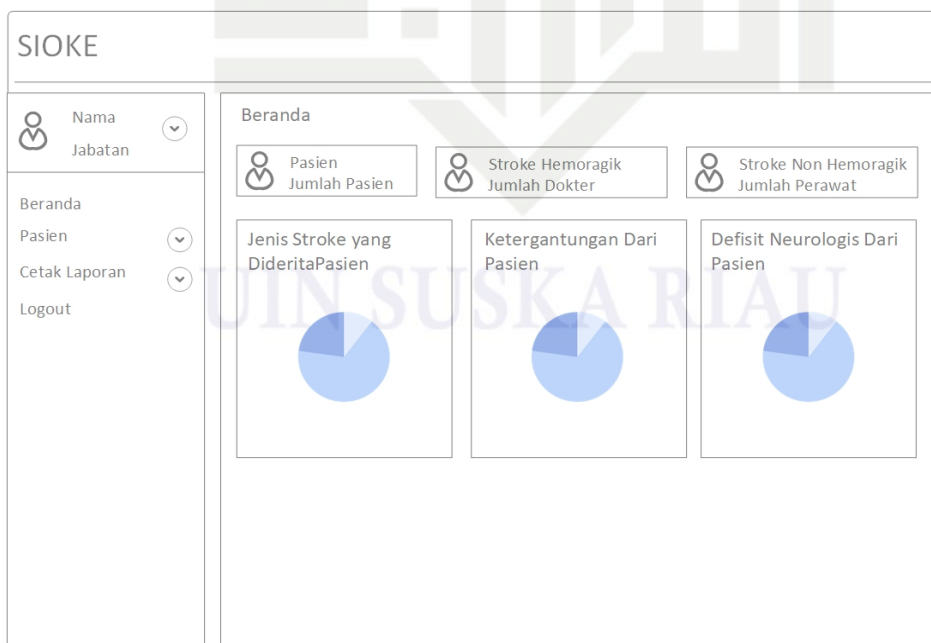 SIOKE
Nama
Jabatan
Beranda
Pasien
Cetak Laporan
Logout
Beranda
Pasien
Jumlah Pasien
Stroke Hemoragik
Jumlah Dokter
Stroke Non Hemoragik
Jumlah Perawat
Jenis Stroke yang
DideritaPasien
Ketergantungan Dari
Pasien
Defisit Neurologis Dari
Pasien
UIN SUSKA RIAU